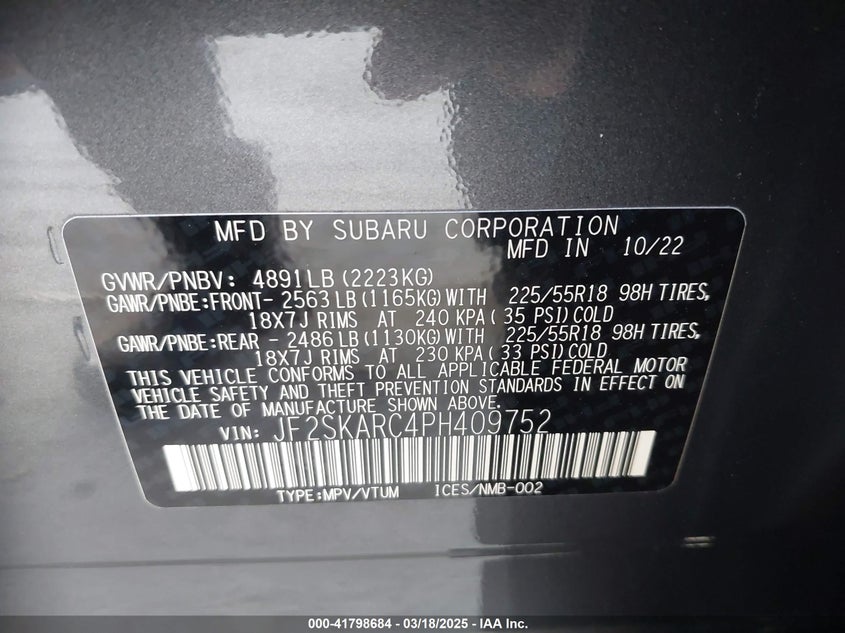 MFD BY SUBARU CORPORATION
MFD IN 10/22
GVWR/PNBV: 4891LB (2223KG)
GAWR/PNBE:FRONT- 2563LB (1165KG)WITH 225/55R18 98H TIRES,
18X7J RIMS AT 240 KPA( 35 PSI)COLD
GAWR/PNBE:REAR - 2486LB (1130KG)WITH 225/55R18 98H TIRES,
18X7J RIMS AT 230 KPA( 33 PSI)COLD
THIS VEHICLE CONFORMS TO ALL APPLICABLE FEDERAL MOTOR
VEHICLE SAFETY AND THEFT PREVENTION STANDARDS IN EFFECT ON
THE DATE OF MANUFACTURE SHOWN ABOVE.
VIN: JF2SKARC4PH409752
TYPE:MPV/VTUM ICES/NMB-002
000-41798684 - 03/18/2025 - IAA Inc.